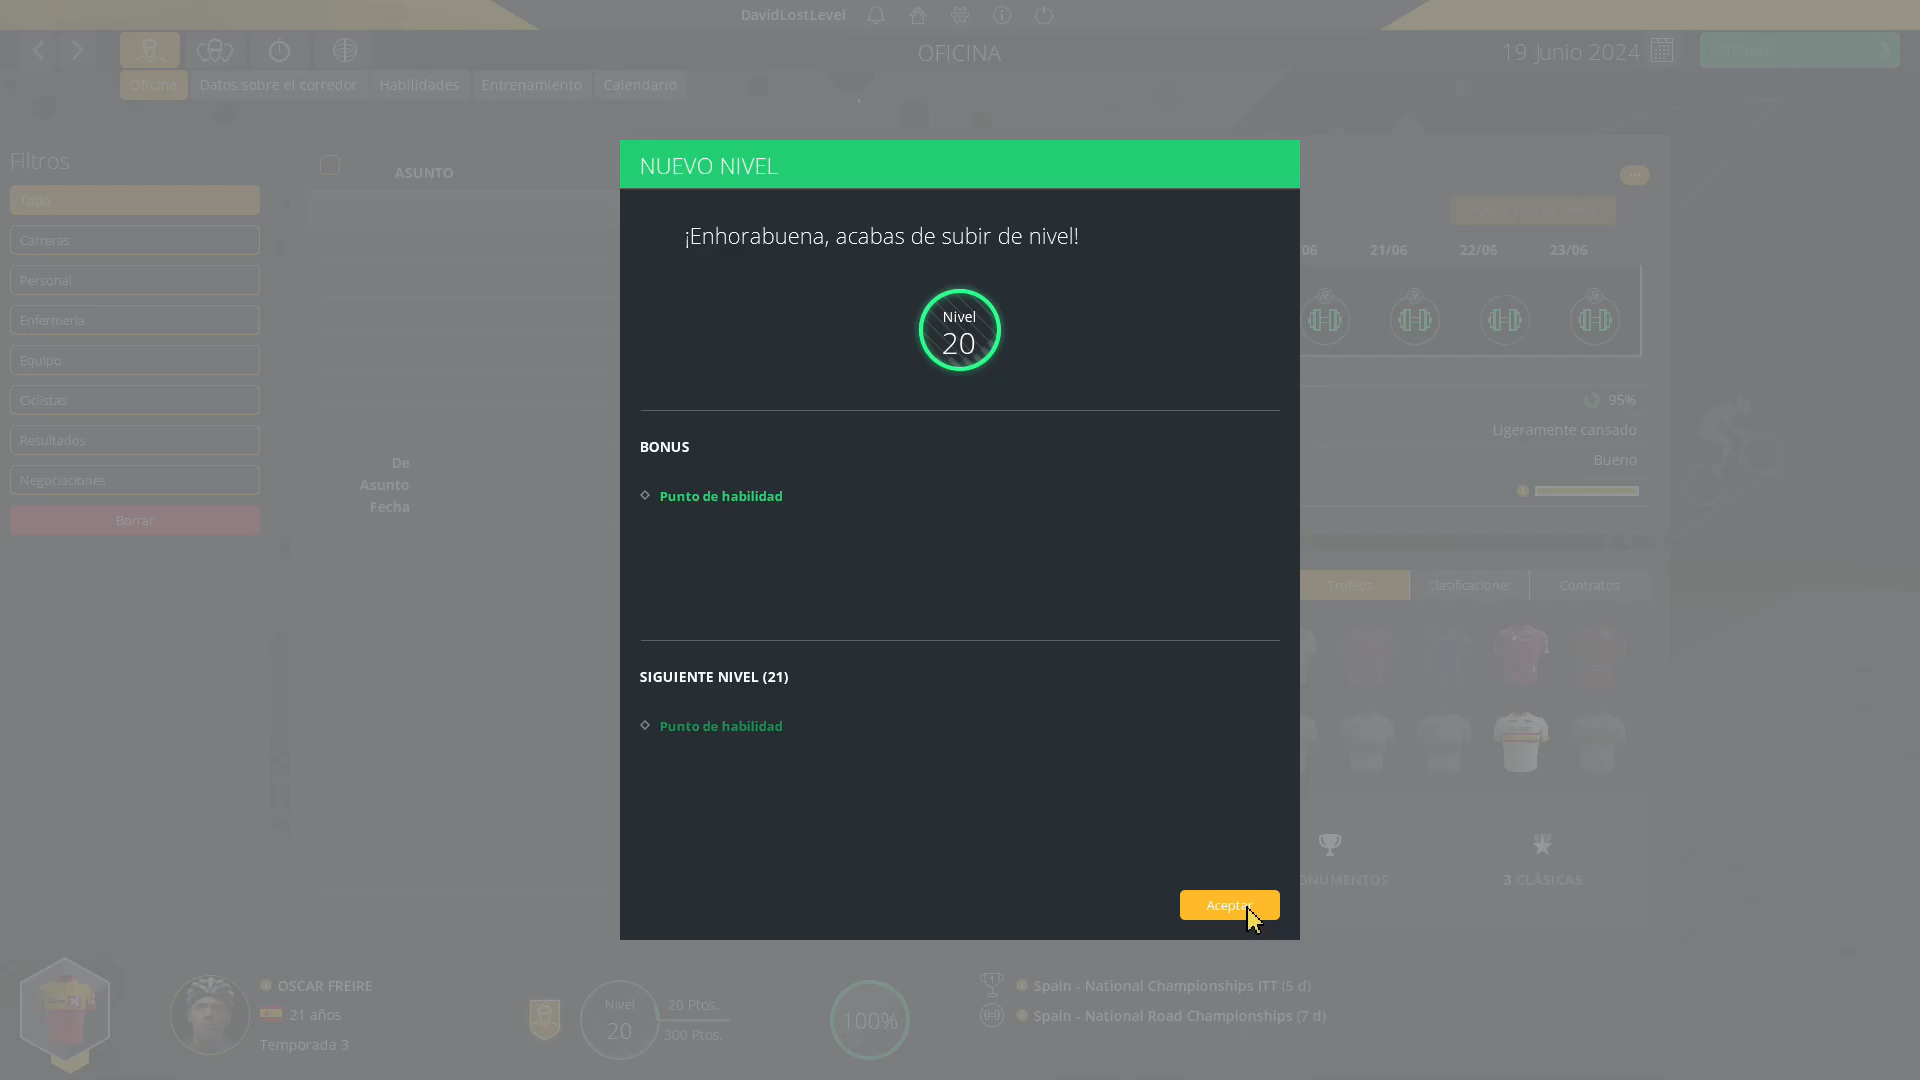 DavidLostLevel
OFICINA
19 Junio 2024
Oficina
Datos sobre el corredor
Habilidades
Entrenamiento
Calendario
Filtros
Todo
Carreras
Personal
Enfermería
Equipo
Ciclistas
Resultados
Negociaciones
Borrar
ASUNTO
De
Asunto
Fecha
NUEVO NIVEL
¡Enhorabuena, acabas de subir de nivel!
Nivel
20
BONUS
Punto de habilidad
SIGUIENTE NIVEL (21)
Punto de habilidad
Aceptar
/06
21/06
22/06
23/06
95%
Ligeramente cansado
Bueno
Trofeos
Clasificaciones
Contratos
ONUMENTOS
3 CLÁSICAS
OSCAR FREIRE
21 años
Temporada 3
Nivel
20
20 Ptos.
300 Ptos.
100%
Spain - National Championships ITT (5 d)
Spain - National Road Championships (7 d)